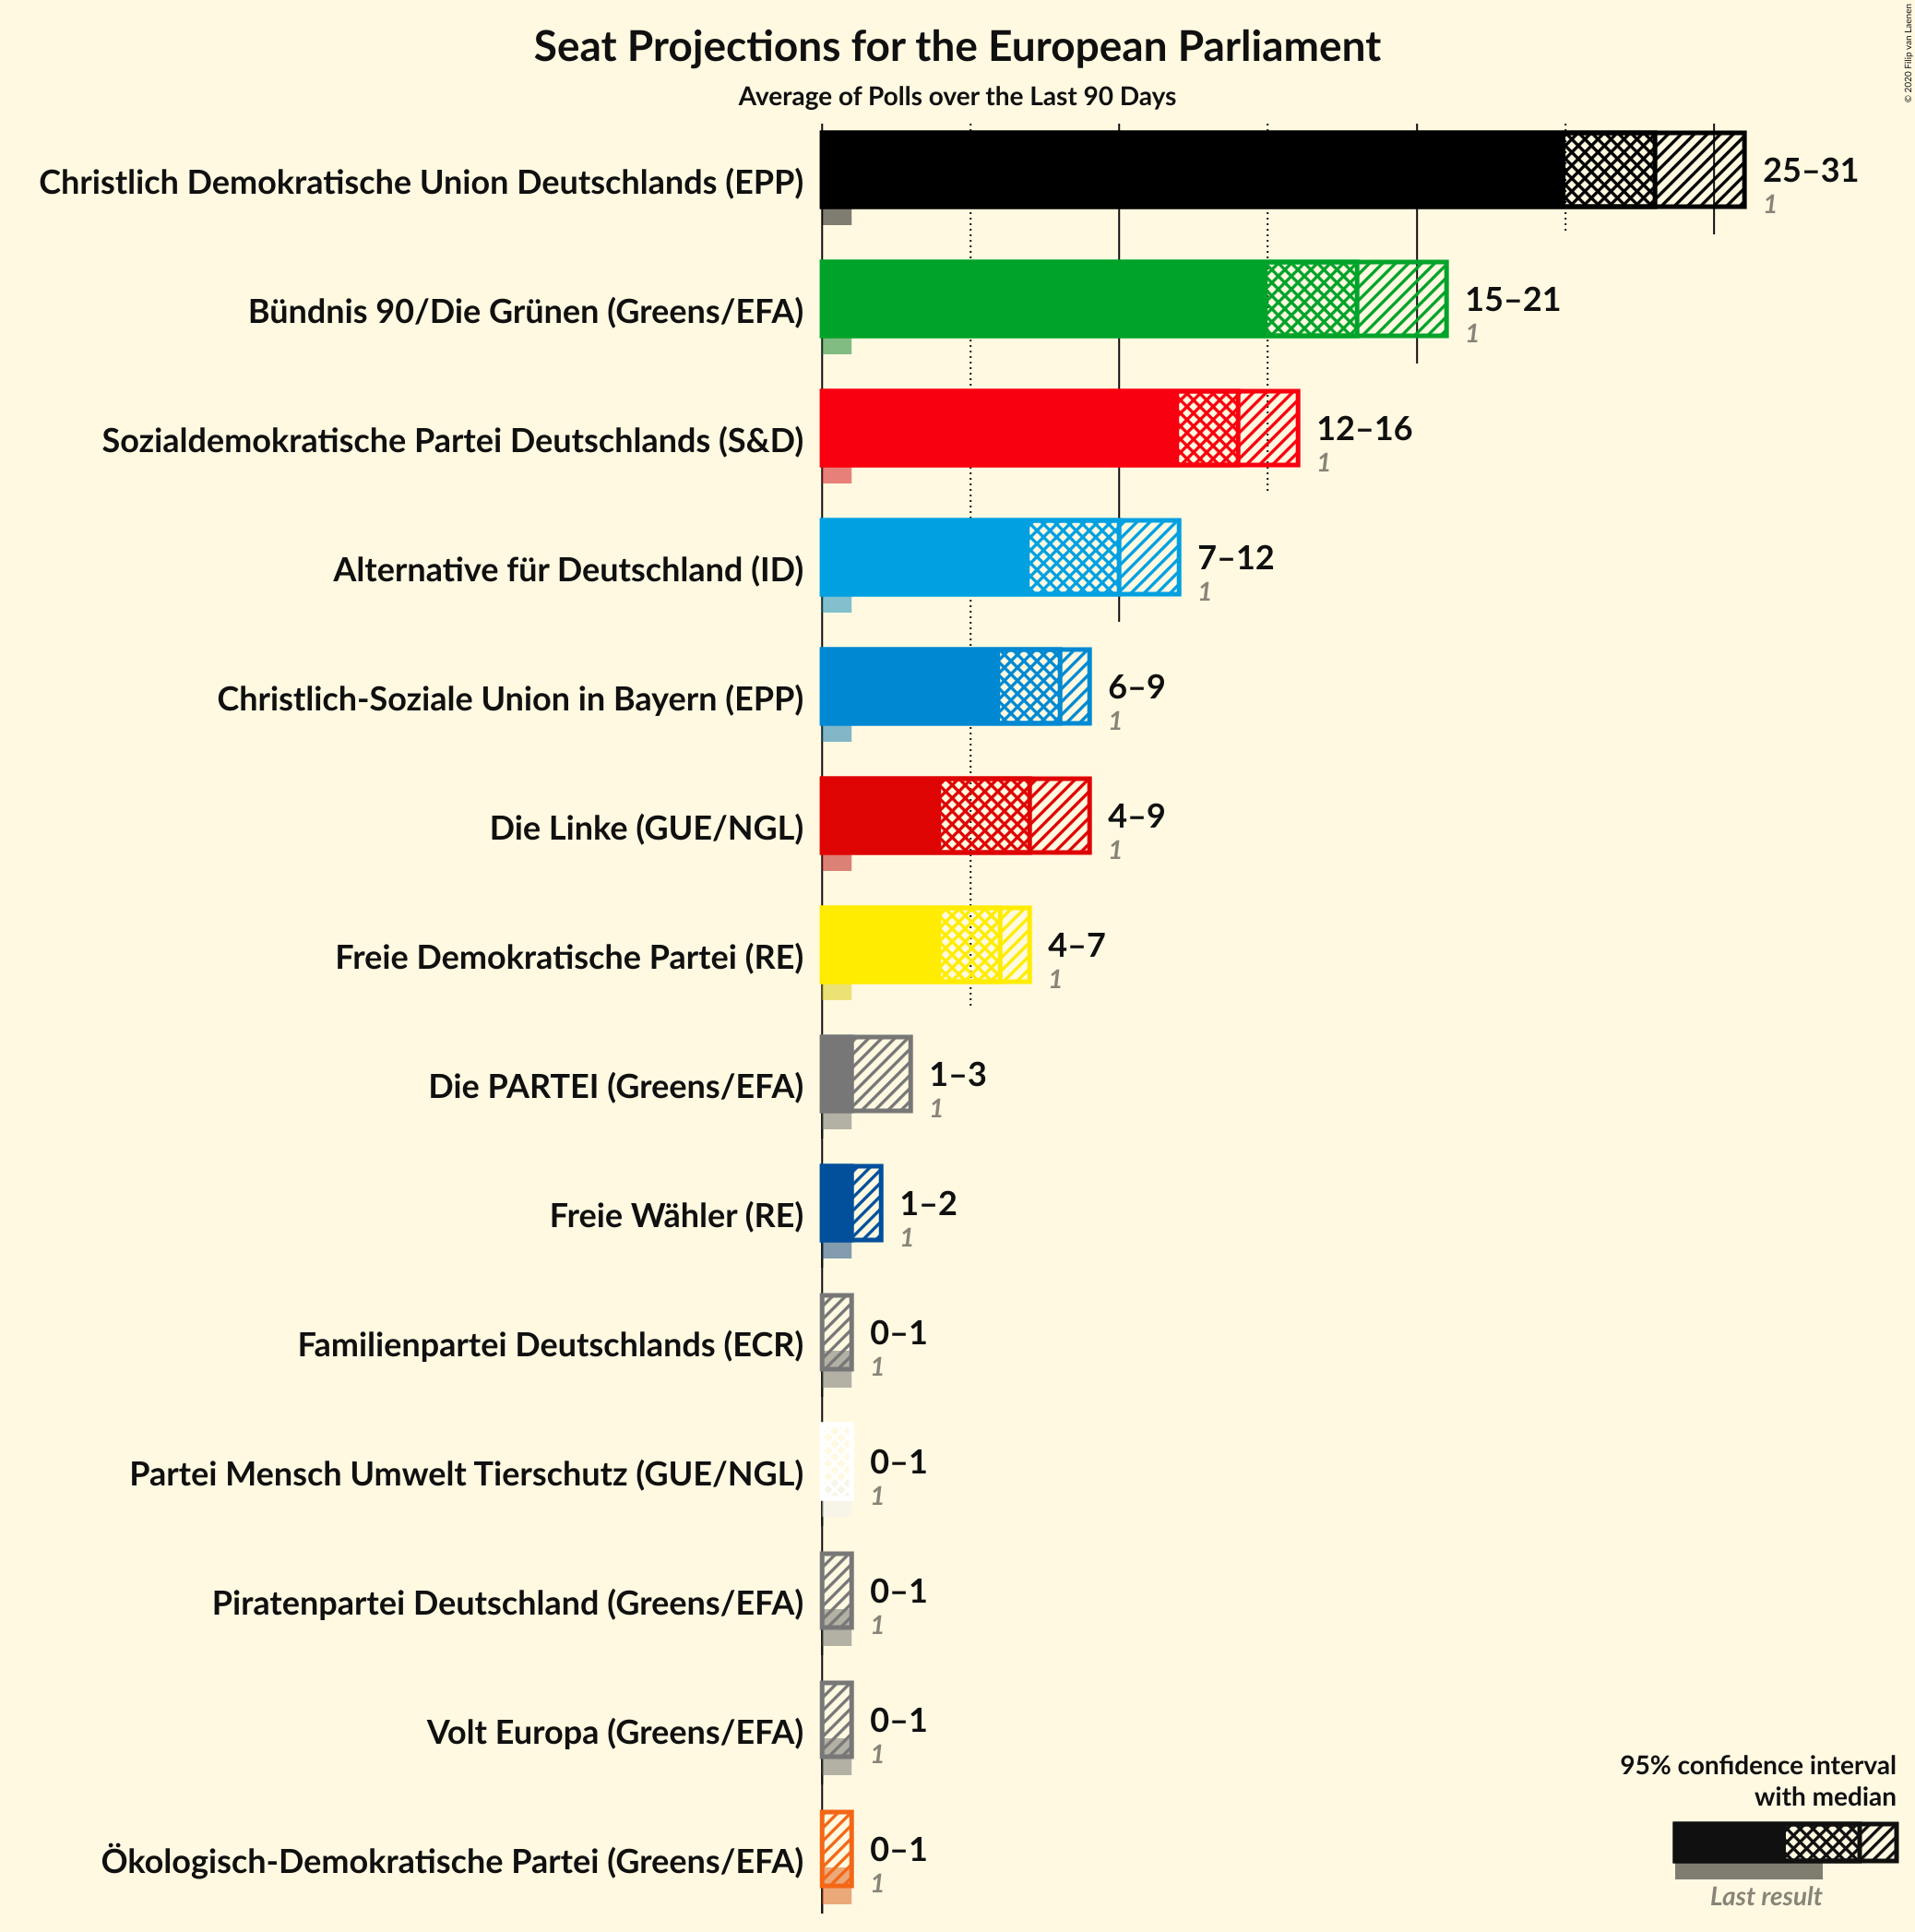 Seat Projections for the European Parliament
Average of Polls over the Last 90 Days
© 2020 Filip van Laenen
Christlich Demokratische Union Deutschlands (EPP)
25–31
1
Bündnis 90/Die Grünen (Greens/EFA)
15–21
1
Sozialdemokratische Partei Deutschlands (S&D)
12–16
1
Alternative für Deutschland (ID)
7–12
1
Christlich-Soziale Union in Bayern (EPP)
6–9
1
Die Linke (GUE/NGL)
4–9
1
Freie Demokratische Partei (RE)
4–7
1
Die PARTEI (Greens/EFA)
1–3
1
Freie Wähler (RE)
1–2
1
Familienpartei Deutschlands (ECR)
0–1
1
Partei Mensch Umwelt Tierschutz (GUE/NGL)
0–1
1
Piratenpartei Deutschland (Greens/EFA)
0–1
1
Volt Europa (Greens/EFA)
0–1
1
Ökologisch-Demokratische Partei (Greens/EFA)
0–1
1
95% confidence interval
with median
Last result